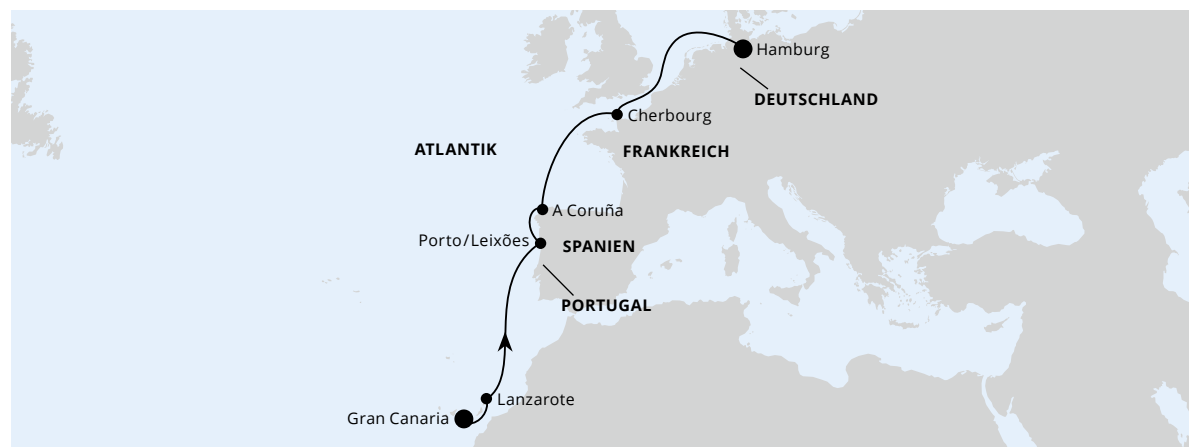 Hamburg
DEUTSCHLAND
Cherbourg
ATLANTIK
FRANKREICH
A Coruña
Porto/Leixões
SPANIEN
PORTUGAL
Lanzarote
Gran Canaria